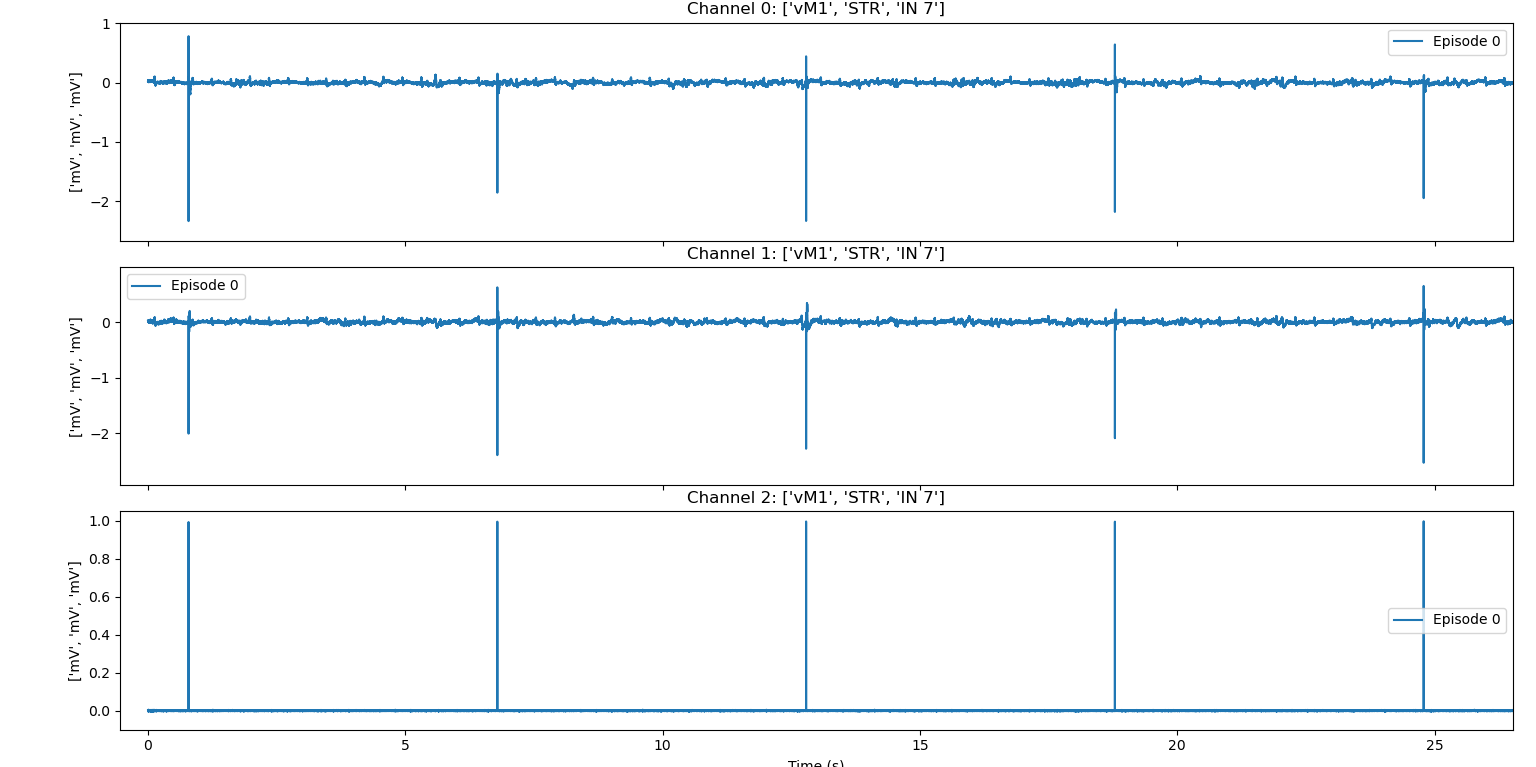 Channel 0: ['vM1', 'STR', 'IN 7']
1
0
−1
−2
['mV', 'mV', 'mV']
Episode 0
Channel 1: ['vM1', 'STR', 'IN 7']
0
−1
−2
['mV', 'mV', 'mV']
Episode 0
Channel 2: ['vM1', 'STR', 'IN 7']
1.0
0.8
0.6
0.4
0.2
0.0
['mV', 'mV', 'mV']
Episode 0
0 5 10 15 20 25
Time (s)